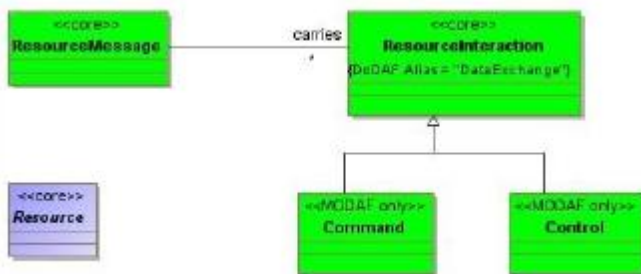 <<core>>
ResourceMessage
carries
*
<<core>>
ResourceInteraction
{DoDAF Alias = "DataExchange"}
<<core>>
Resource
<<MODAF only>>
Command
<<MODAF only>>
Control